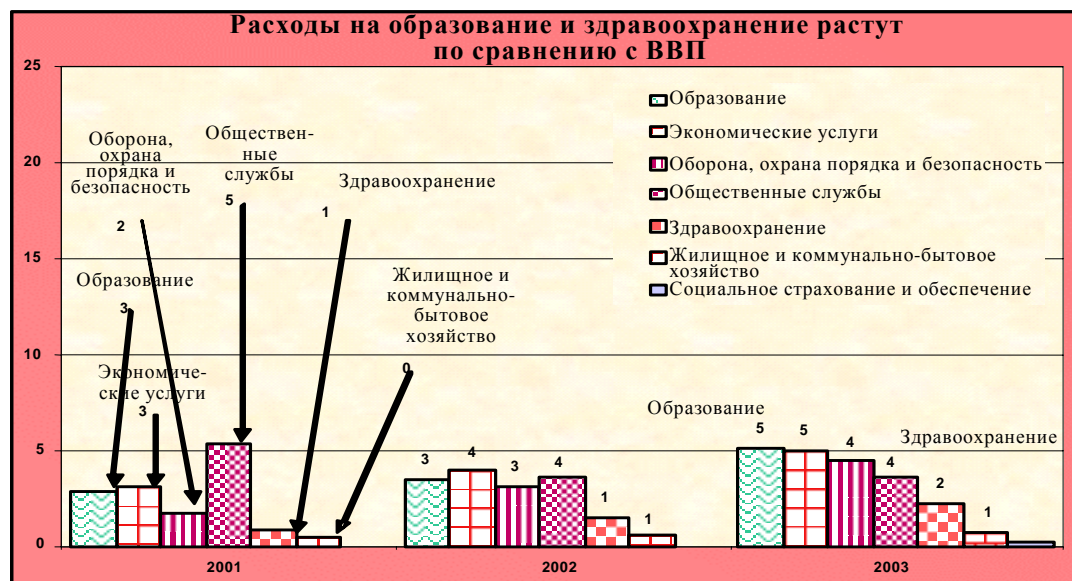 Расходы на образование и здравоохранение растут
по сравнению с ВВП
25
20
15
10
5
0
Образование
Экономические услуги
Оборона, охрана порядка и безопасность
Общественные службы
Здравоохранение
Жилищное и коммунально-бытовое
хозяйство
Социальное страхование и обеспечение
Оборона,
охрана
порядка и
безопасность
2
Обществен-
ные
службы
5
Здравоохранение
1
Образование
3
Экономиче-
ские услуги
3
Жилищное и
коммунально-
бытовое
хозяйство
0
3
4
3
4
1
1
Образование
5
5
4
4
Здравоохранение
2
1
2001
2002
2003